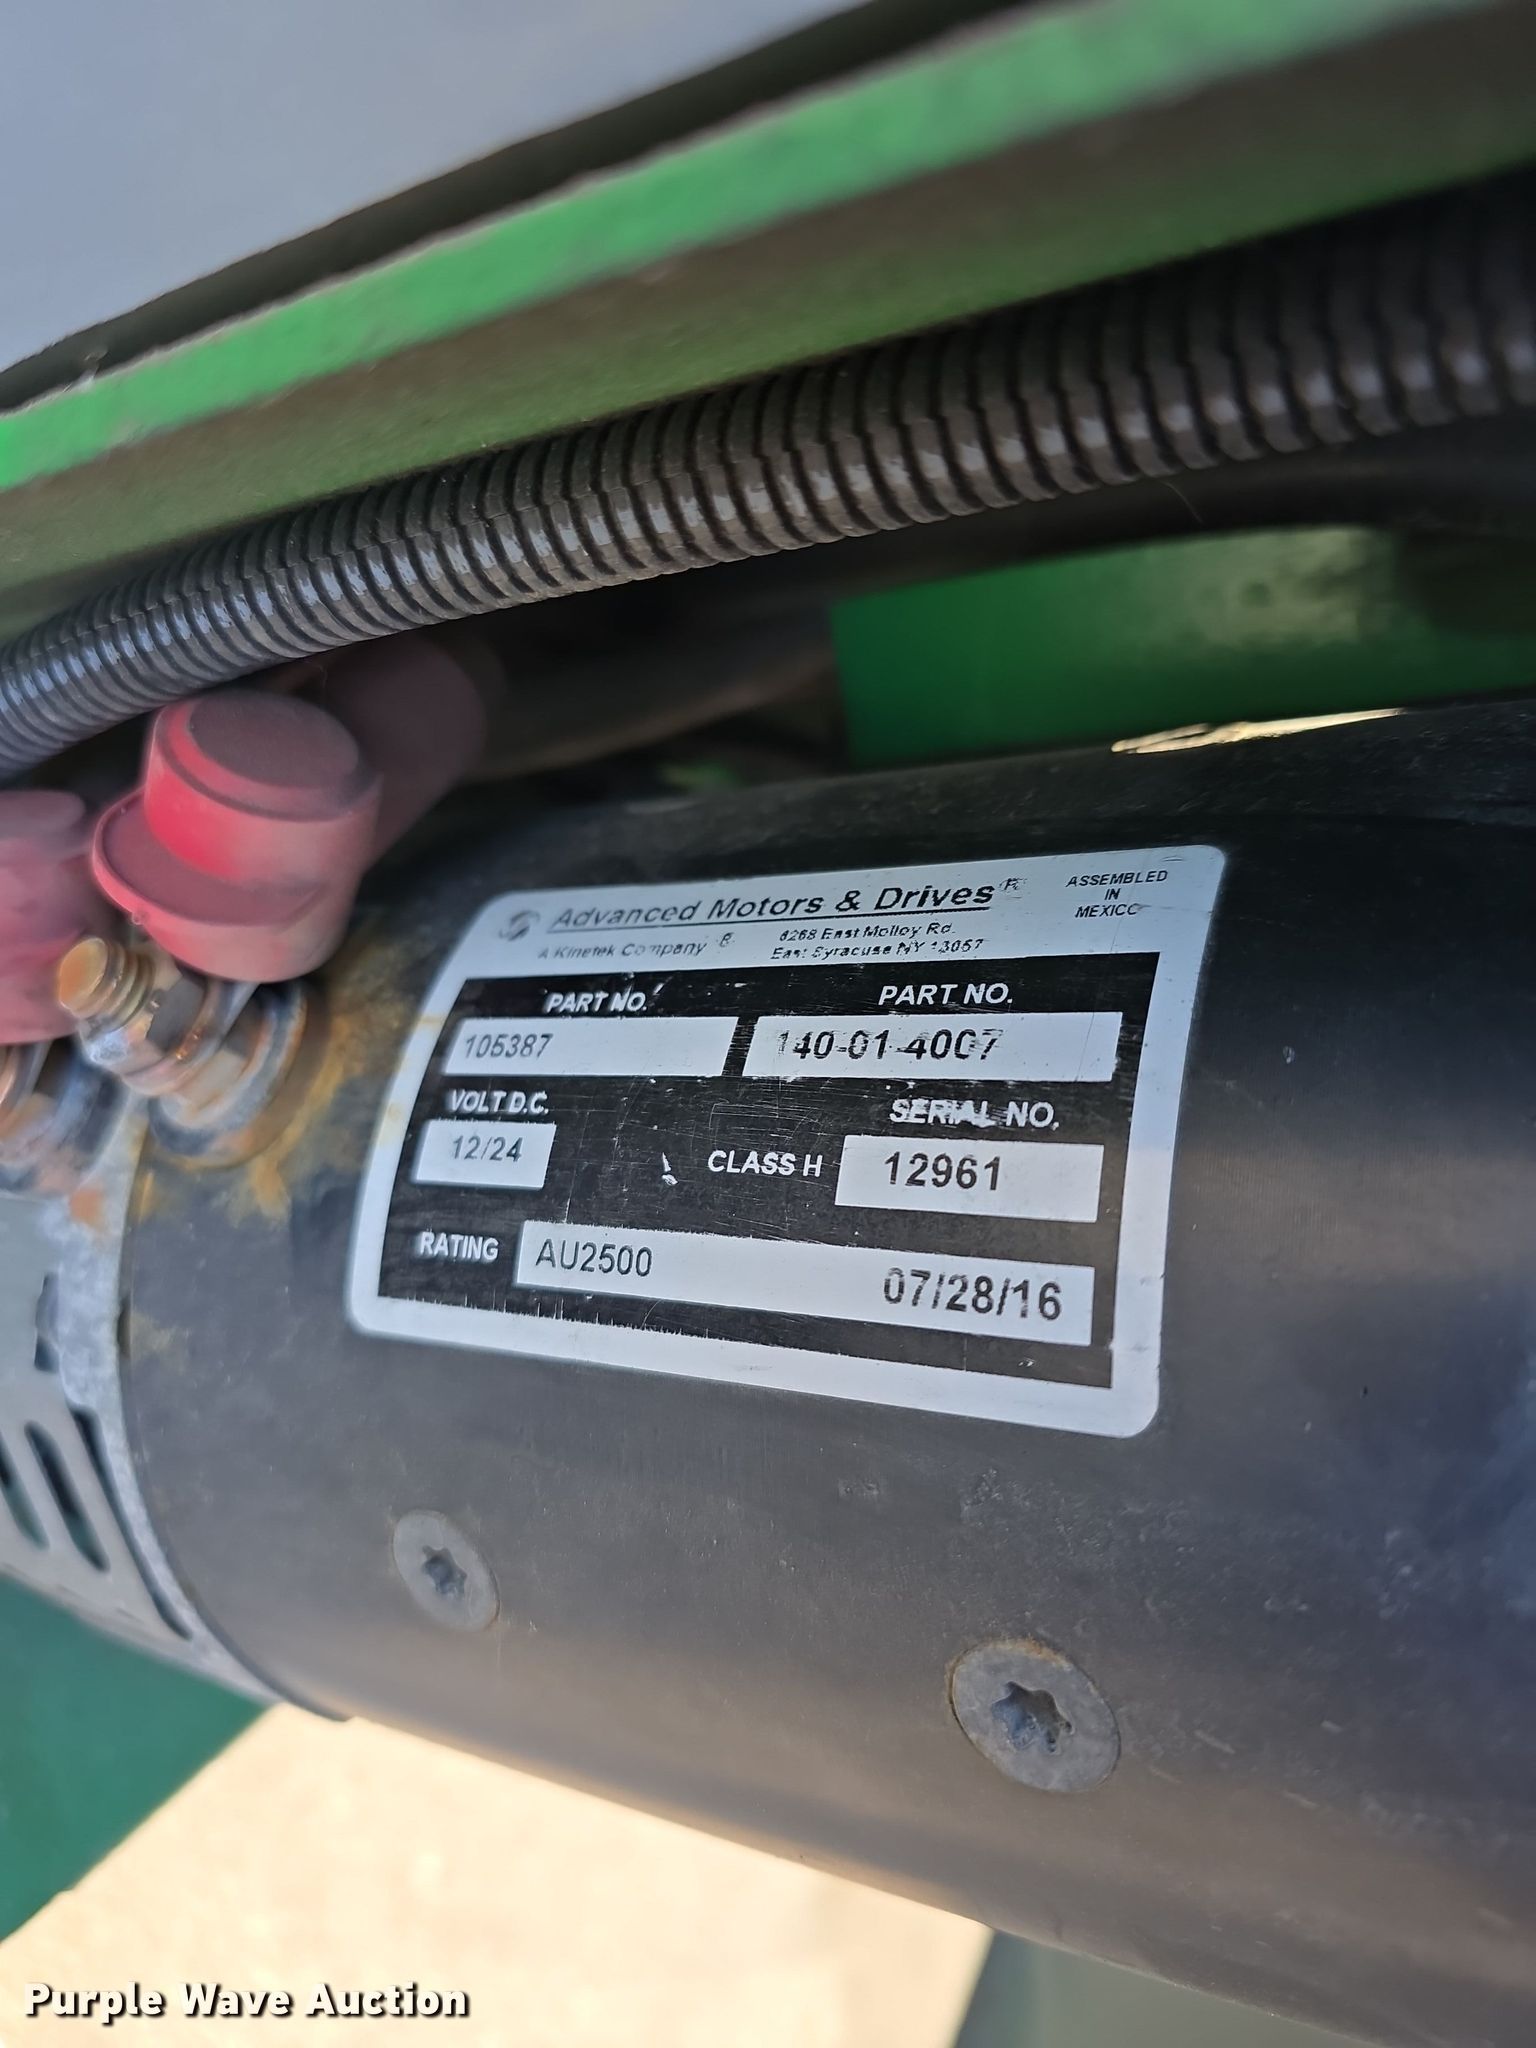 Advanced Motors & Drives®
A Kinetek Company ®
6268 East Molloy Rd.
East Syracuse NY 13057
ASSEMBLED
IN
MEXICO
PART NO.
105387
PART NO.
140-01-4007
VOLT D.C.
12/24
CLASS H
SERIAL NO.
12961
RATING
AU2500 07/28/16
Purple Wave Auction